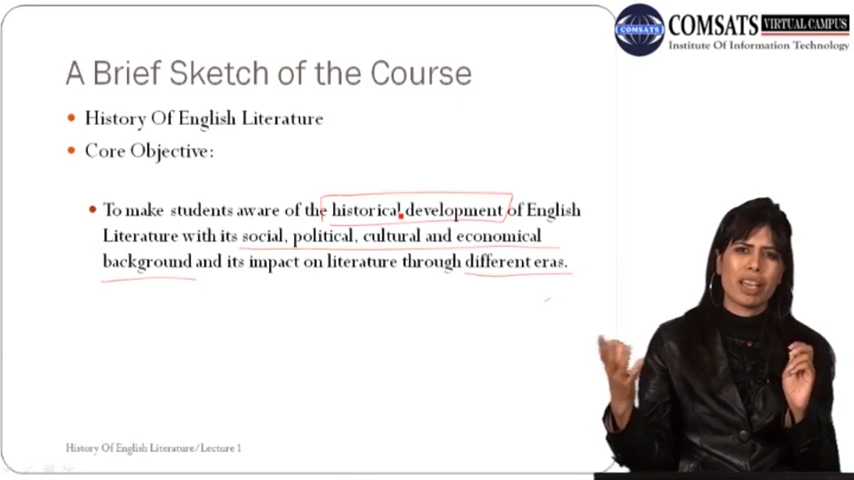 COMSATS VIRTUAL CAMPUS
COMSATS
Institute Of Information Technology
A Brief Sketch of the Course
History Of English Literature
Core Objective:
To make students aware of the historical development of English
Literature with its social, political, cultural and economical
background and its impact on literature through different eras.
History Of English Literature/Lecture 1